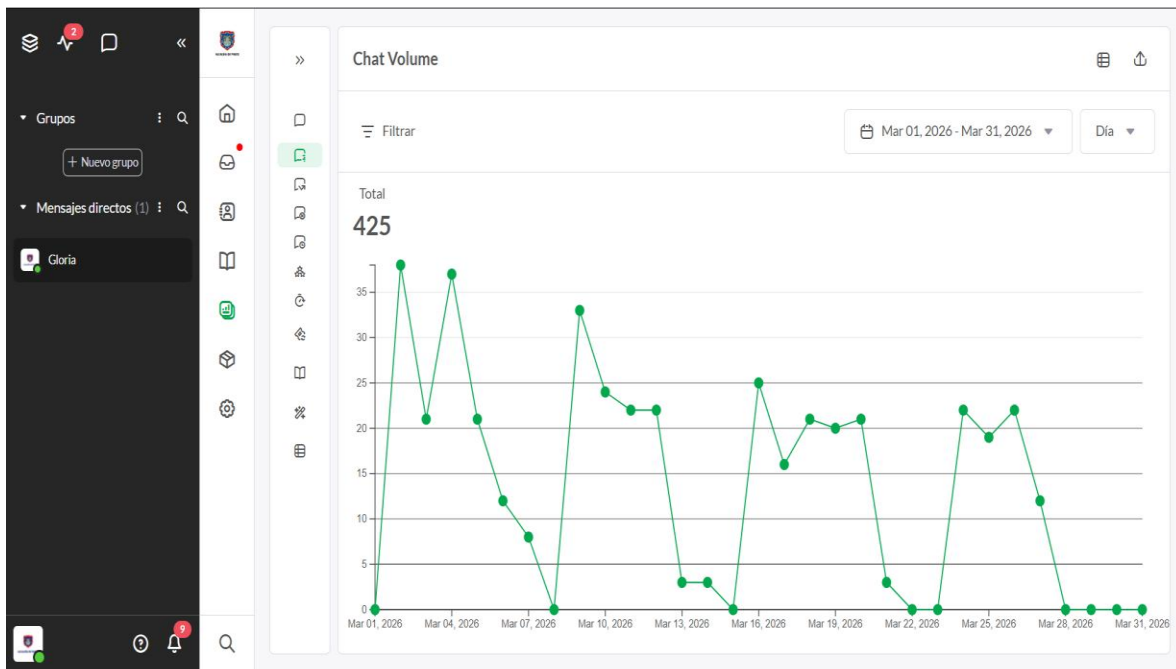 2
Grupos
+ Nuevo grupo
Mensajes directos (1)
Gloria
9
Chat Volume
Filtrar
Mar 01, 2026 - Mar 31, 2026
Día
Total
425
35
30
25
20
15
10
5
0
Mar 01, 2026 Mar 04, 2026 Mar 07, 2026 Mar 10, 2026 Mar 13, 2026 Mar 16, 2026 Mar 19, 2026 Mar 22, 2026 Mar 25, 2026 Mar 28, 2026 Mar 31, 2026